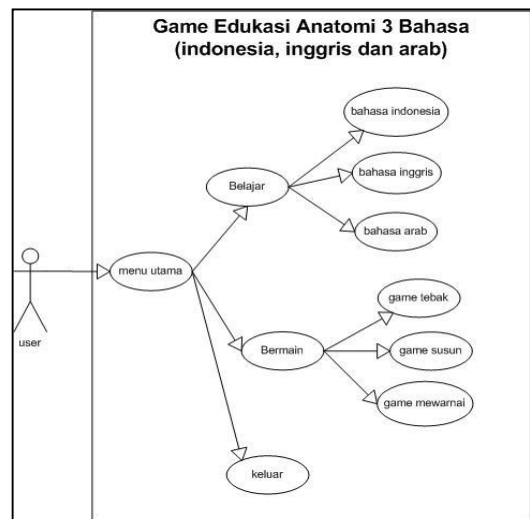 Game Edukasi Anatomi 3 Bahasa
(indonesia, inggris dan arab)
bahasa indonesia
Belajar
bahasa inggris
bahasa arab
menu utama
user
game tebak
Bermain
game susun
game mewarnai
keluar